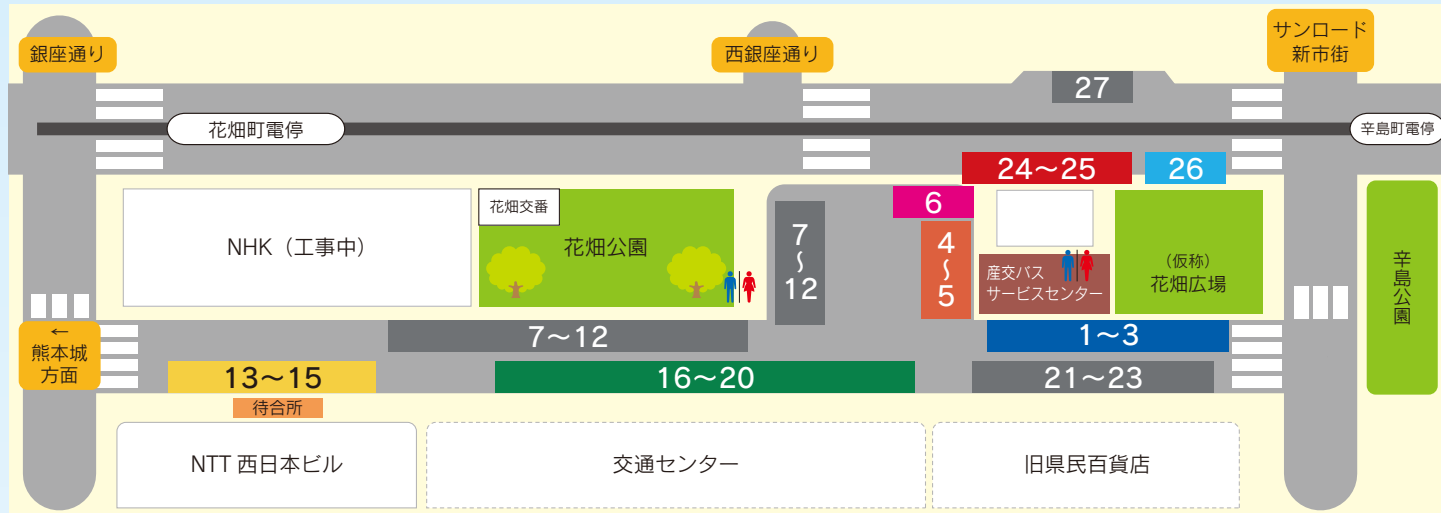 銀座通り
西銀座通り
サンロード
新市街
27
花畑町電停
辛島町電停
24～25
26
6
花畑交番
NHK（工事中）
花畑公園
7～12
4～5
産交バス
サービスセンター
（仮称）
花畑広場
辛島公園
←
熊本城
方面
7～12
1～3
13～15
16～20
21～23
待合所
NTT 西日本ビル
交通センター
旧県民百貨店